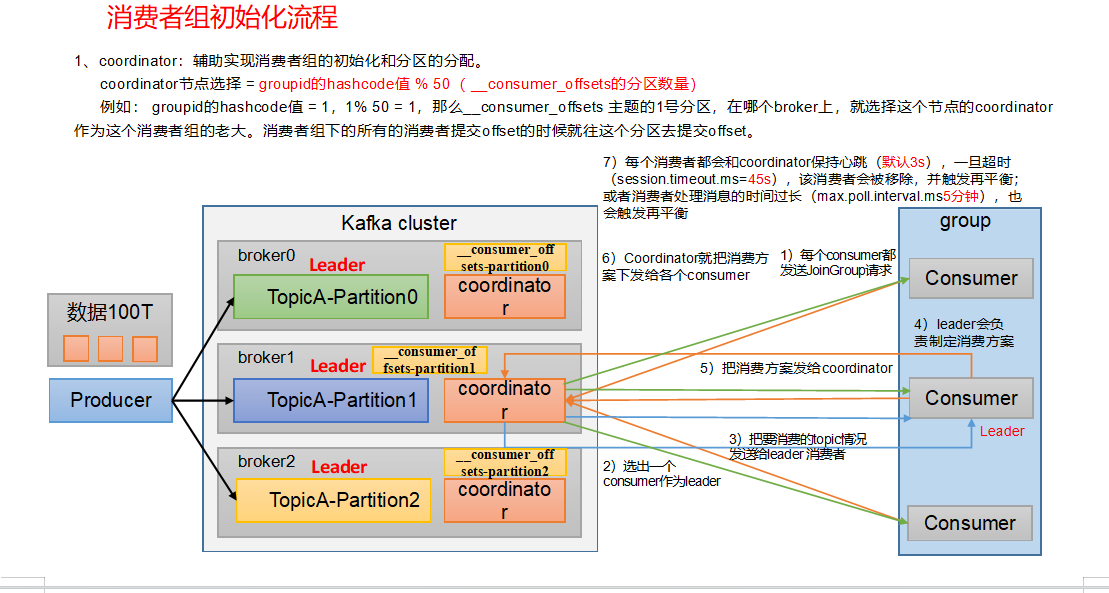 消费者组初始化流程
1、coordinator：辅助实现消费者组的初始化和分区的分配。
coordinator节点选择 = groupid的hashcode值 % 50（ __consumer_offsets的分区数量）
例如： groupid的hashcode值 = 1，1% 50 = 1，那么__consumer_offsets 主题的1号分区，在哪个broker上，就选择这个节点的coordinator
作为这个消费者组的老大。消费者组下的所有的消费者提交offset的时候就往这个分区去提交offset。
7）每个消费者都会和coordinator保持心跳（默认3s），一旦超时
（session.timeout.ms=45s），该消费者会被移除，并触发再平衡；
或者消费者处理消息的时间过长（max.poll.interval.ms5分钟），也
会触发再平衡
Kafka cluster
group
broker0
Leader
__consumer_off
sets-partition0
TopicA-Partition0
coordinato
r
6）Coordinator就把消费方
案下发给各个consumer
1）每个consumer都
发送JoinGroup请求
Consumer
数据100T
4）leader会负
责制定消费方案
broker1
Leader
__consumer_of
fsets-partition1
TopicA-Partition1
coordinato
r
5）把消费方案发给coordinator
Consumer
Producer
Leader
3）把要消费的topic情况
发送给leader 消费者
broker2
Leader
__consumer_off
sets-partition2
TopicA-Partition2
coordinato
r
2）选出一个
consumer作为leader
Consumer